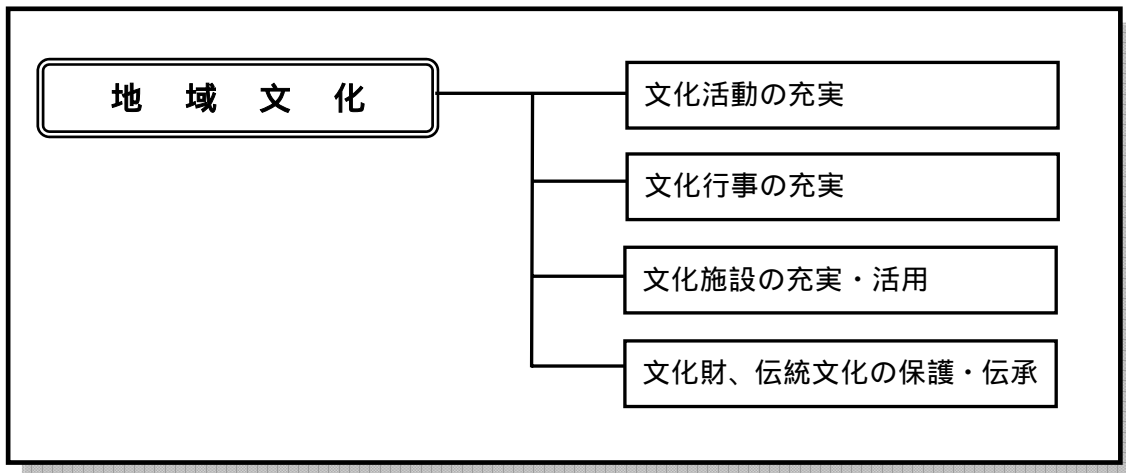 地 域 文 化
文化活動の充実
文化行事の充実
文化施設の充実・活用
文化財、伝統文化の保護・伝承